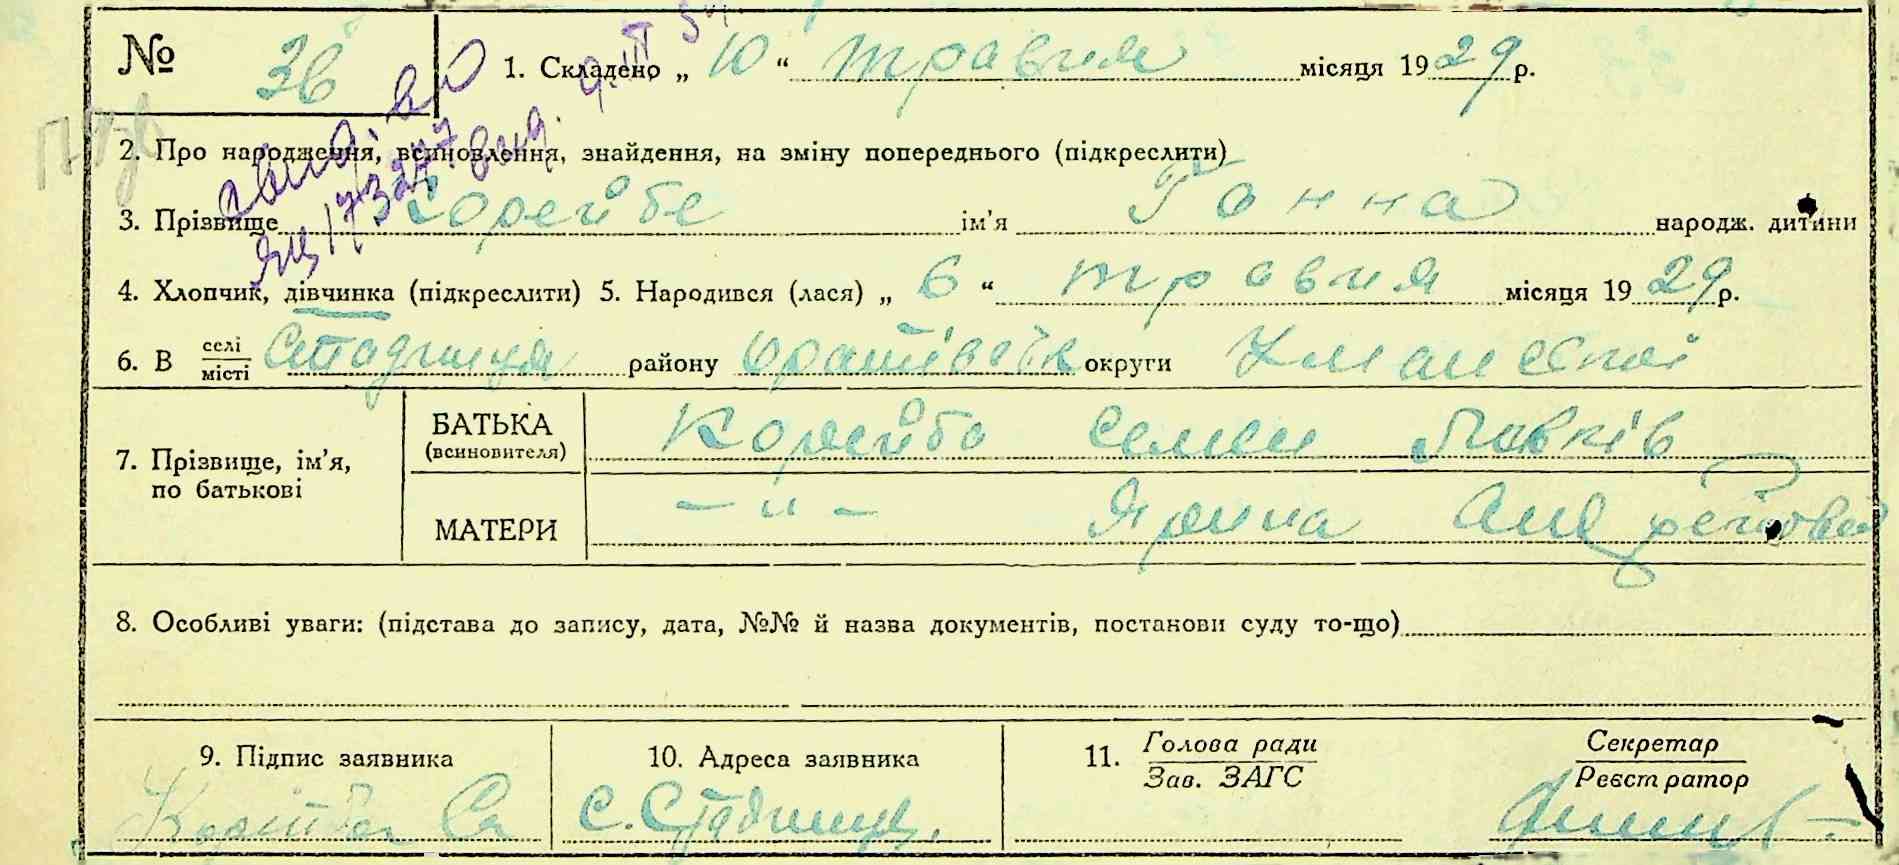 № 36 1. Складено „ 10 “ травня місяця 1929 р.
2. Про народження, всиновлення, знайдення, на зміну попереднього (підкреслити)
3. Прізвище Корейбе ім’я Ганна народж. дитини
4. Хлопчик, дівчинка (підкреслити) 5. Народився (лася) „ 6 “ травня місяця 1929 р.
6. В селі/місті Стадниця району Оратівськ округи Уманської
7. Прізвище, ім’я, по батькові
БАТЬКА (всиновителя) Корейба Семен Явхів
МАТЕРИ — " — Ярина Андреївова
8. Особливі уваги: (підстава до запису, дата, №№ й назва документів, постанови суду то-що)
9. Підпис заявника 10. Адреса заявника 11. Голова ради/Зав. ЗАГС Секретар/Реєстратор
Корейба С. Стадниця